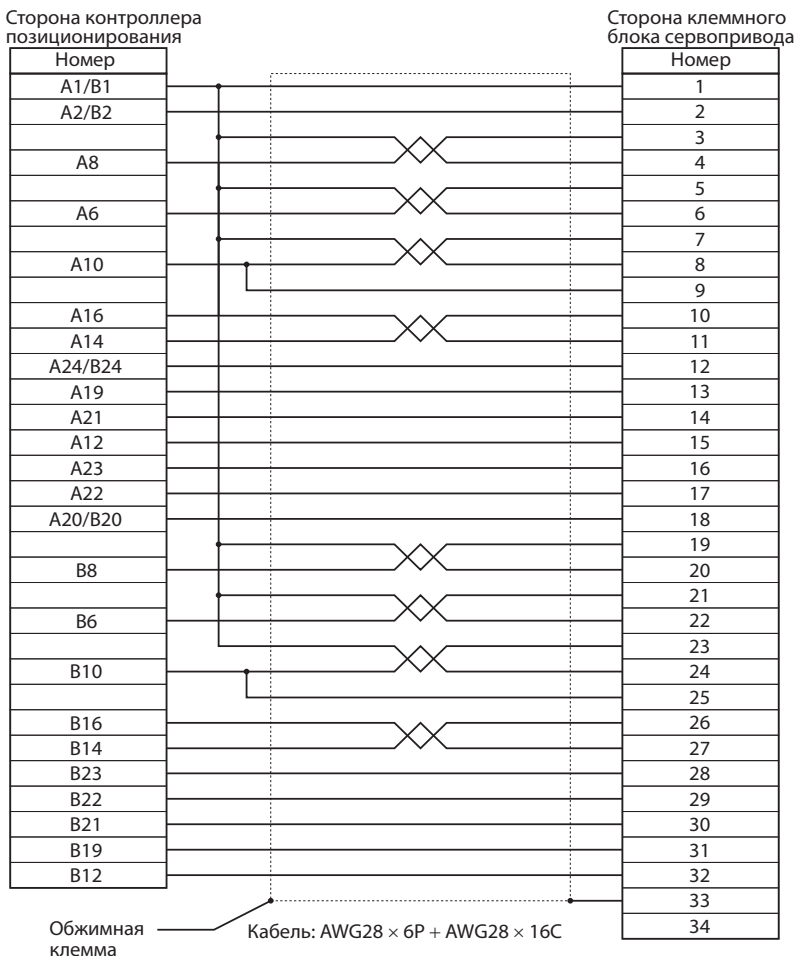 Сторона контроллера
позиционирования
Сторона клеммного
блока сервопривода
Номер Номер
A1/B1 1
A2/B2 2
3
A8 4
5
A6 6
7
A10 8
9
A16 10
A14 11
A24/B24 12
A19 13
A21 14
A12 15
A23 16
A22 17
A20/B20 18
19
B8 20
21
B6 22
23
B10 24
25
B16 26
B14 27
B23 28
B22 29
B21 30
B19 31
B12 32
33
34
Обжимная
клемма
Кабель: AWG28 × 6P + AWG28 × 16C